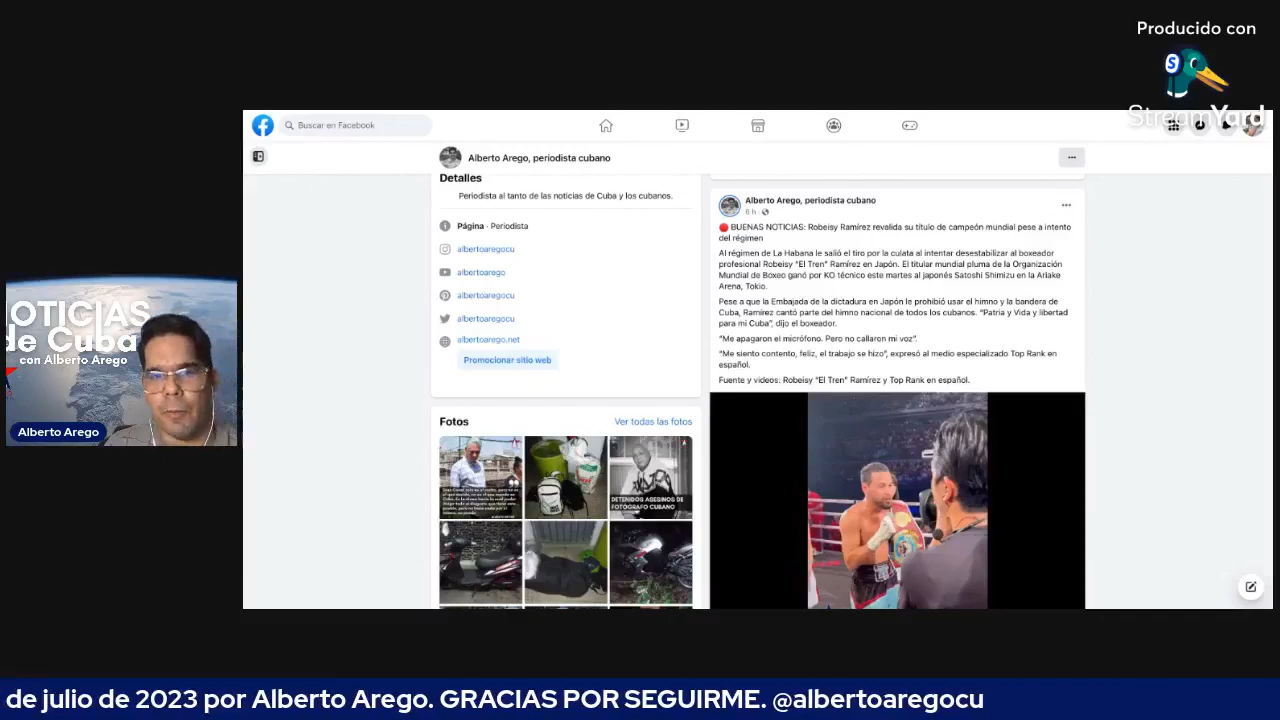 Producido con
StreamYard
Buscar en Facebook
Alberto Arego, periodista cubano
Detalles
Periodista al tanto de las noticias de Cuba y los cubanos.
Página · Periodista
albertoaregocu
albertoarego
albertoaregocu
albertoaregocu
albertoarego.net
Promocionar sitio web
Fotos
Ver todas las fotos
DETENIDOS ASESINOS DE
FOTÓGRAFO CUBANO
Alberto Arego, periodista cubano
6 h ·
BUENAS NOTICIAS: Robeisy Ramírez revalida su título de campeón mundial pese a intento
del régimen
Al régimen de La Habana le salió el tiro por la culata al intentar desestabilizar al boxeador
profesional Robeisy “El Tren” Ramírez en Japón. El titular mundial pluma de la Organización
Mundial de Boxeo ganó por KO técnico este martes al japonés Satoshi Shimizu en la Ariake
Arena, Tokio.
Pese a que la Embajada de la dictadura en Japón le prohibió usar el himno y la bandera de
Cuba, Ramírez cantó parte del himno nacional de todos los cubanos. “Patria y Vida y libertad
para mi Cuba”, dijo el boxeador.
“Me apagaron el micrófono. Pero no callaron mi voz”.
“Me siento contento, feliz, el trabajo se hizo”, expresó al medio especializado Top Rank en
español.
Fuente y videos: Robeisy “El Tren” Ramírez y Top Rank en español.
OTICIAS
de Cuba
con Alberto Arego
Alberto Arego
de julio de 2023 por Alberto Arego. GRACIAS POR SEGUIRME. @albertoaregocu